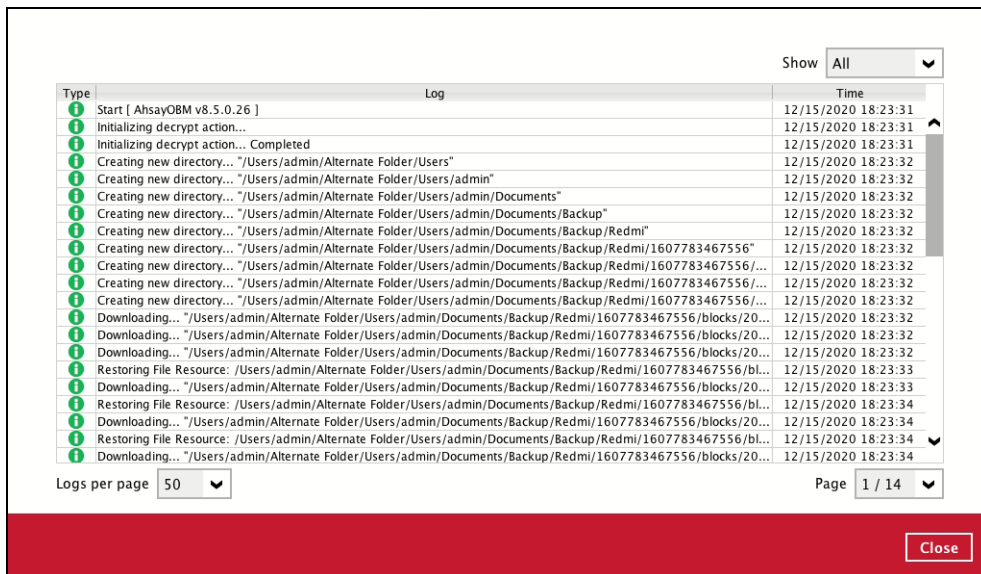 Show All
Type Log Time
Start [ AhsayOBM v8.5.0.26 ] 12/15/2020 18:23:31
Initializing decrypt action... 12/15/2020 18:23:31
Initializing decrypt action... Completed 12/15/2020 18:23:31
Creating new directory... "/Users/admin/Alternate Folder/Users" 12/15/2020 18:23:32
Creating new directory... "/Users/admin/Alternate Folder/Users/admin" 12/15/2020 18:23:32
Creating new directory... "/Users/admin/Alternate Folder/Users/admin/Documents" 12/15/2020 18:23:32
Creating new directory... "/Users/admin/Alternate Folder/Users/admin/Documents/Backup" 12/15/2020 18:23:32
Creating new directory... "/Users/admin/Alternate Folder/Users/admin/Documents/Backup/Redmi" 12/15/2020 18:23:32
Creating new directory... "/Users/admin/Alternate Folder/Users/admin/Documents/Backup/Redmi/1607783467556" 12/15/2020 18:23:32
Creating new directory... "/Users/admin/Alternate Folder/Users/admin/Documents/Backup/Redmi/1607783467556/... 12/15/2020 18:23:32
Creating new directory... "/Users/admin/Alternate Folder/Users/admin/Documents/Backup/Redmi/1607783467556/... 12/15/2020 18:23:32
Creating new directory... "/Users/admin/Alternate Folder/Users/admin/Documents/Backup/Redmi/1607783467556/... 12/15/2020 18:23:32
Downloading... "/Users/admin/Alternate Folder/Users/admin/Documents/Backup/Redmi/1607783467556/blocks/20... 12/15/2020 18:23:32
Downloading... "/Users/admin/Alternate Folder/Users/admin/Documents/Backup/Redmi/1607783467556/blocks/20... 12/15/2020 18:23:32
Downloading... "/Users/admin/Alternate Folder/Users/admin/Documents/Backup/Redmi/1607783467556/blocks/20... 12/15/2020 18:23:32
Restoring File Resource: /Users/admin/Alternate Folder/Users/admin/Documents/Backup/Redmi/1607783467556/bl... 12/15/2020 18:23:33
Downloading... "/Users/admin/Alternate Folder/Users/admin/Documents/Backup/Redmi/1607783467556/blocks/20... 12/15/2020 18:23:33
Restoring File Resource: /Users/admin/Alternate Folder/Users/admin/Documents/Backup/Redmi/1607783467556/bl... 12/15/2020 18:23:34
Downloading... "/Users/admin/Alternate Folder/Users/admin/Documents/Backup/Redmi/1607783467556/blocks/20... 12/15/2020 18:23:34
Restoring File Resource: /Users/admin/Alternate Folder/Users/admin/Documents/Backup/Redmi/1607783467556/bl... 12/15/2020 18:23:34
Downloading... "/Users/admin/Alternate Folder/Users/admin/Documents/Backup/Redmi/1607783467556/blocks/20... 12/15/2020 18:23:34
Logs per page 50 Page 1 / 14
Close